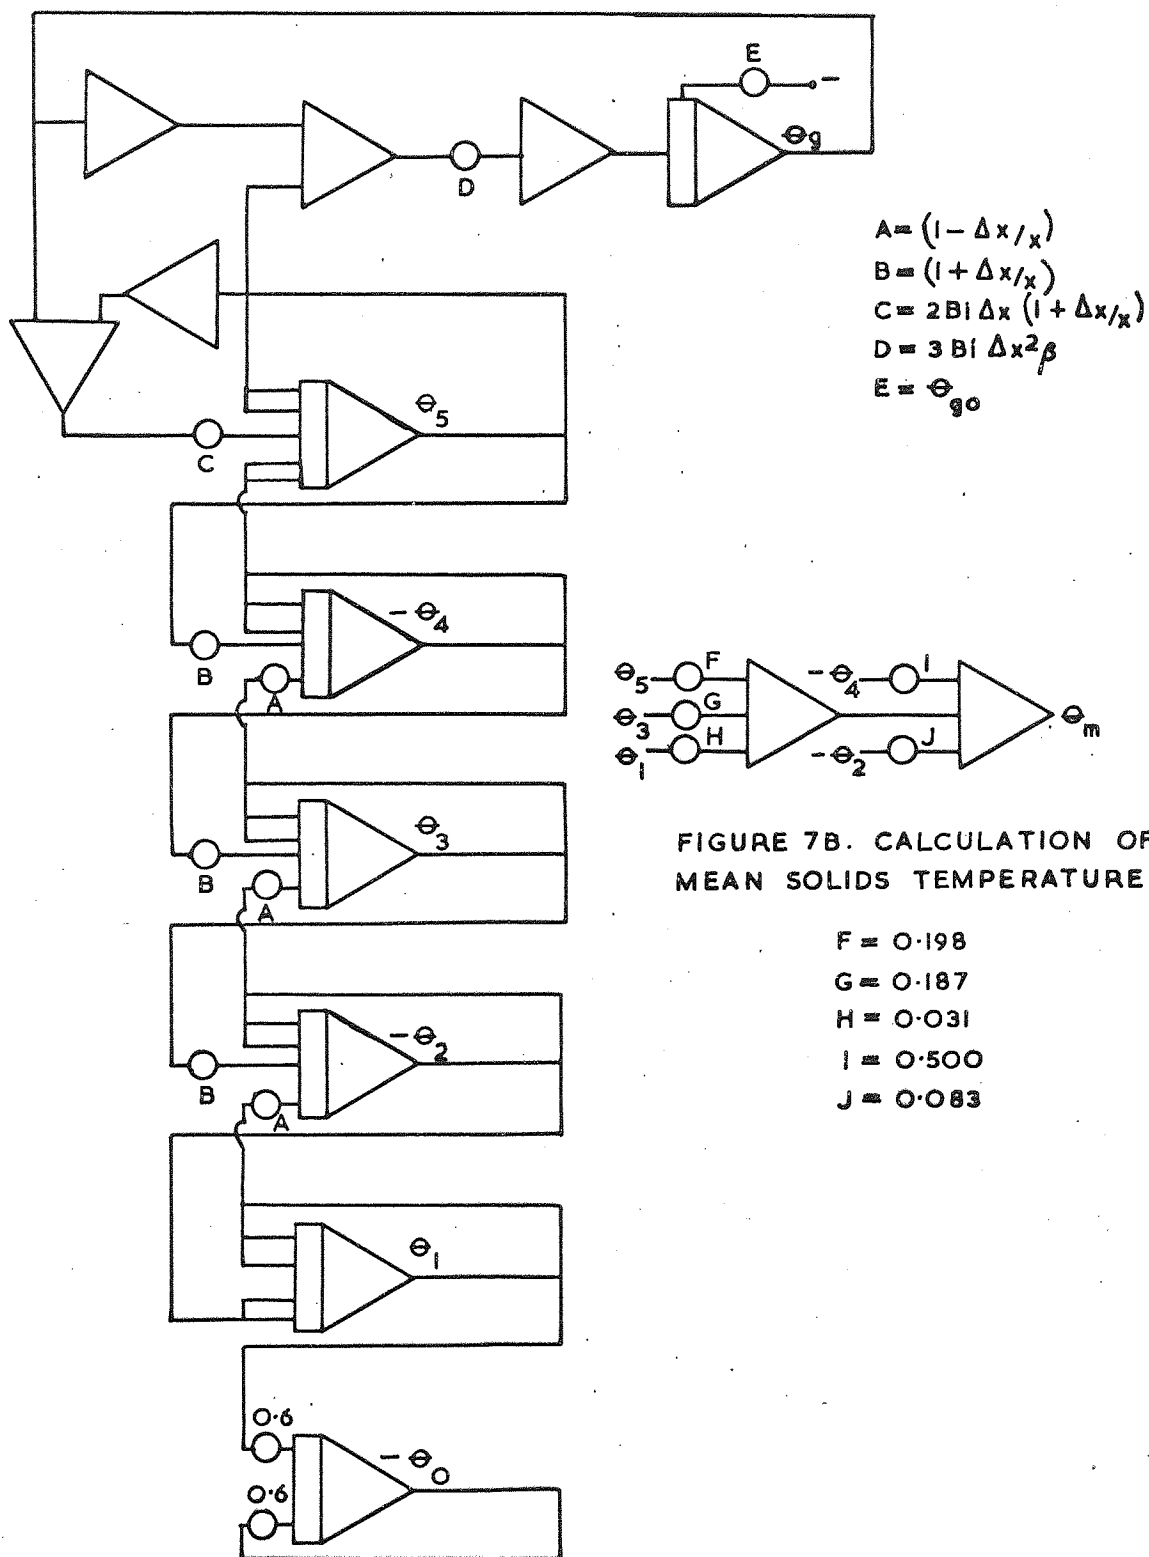 E
−
θg
D
A = (1 − Δx/x)
B = (1 + Δx/x)
C = 2 Bi Δx (1 + Δx/x)
D = 3 Bi Δx²β
E = θgo
θ5
C
− θ4
B
A
θ5 F − θ4 I
θ3 G θm
θ1 H − θ2 J
θ3
B
A
FIGURE 7B. CALCULATION OF
MEAN SOLIDS TEMPERATURE
F = 0·198
G = 0·187
H = 0·031
I = 0·500
J = 0·083
− θ2
B
A
θ1
0·6
− θ0
0·6